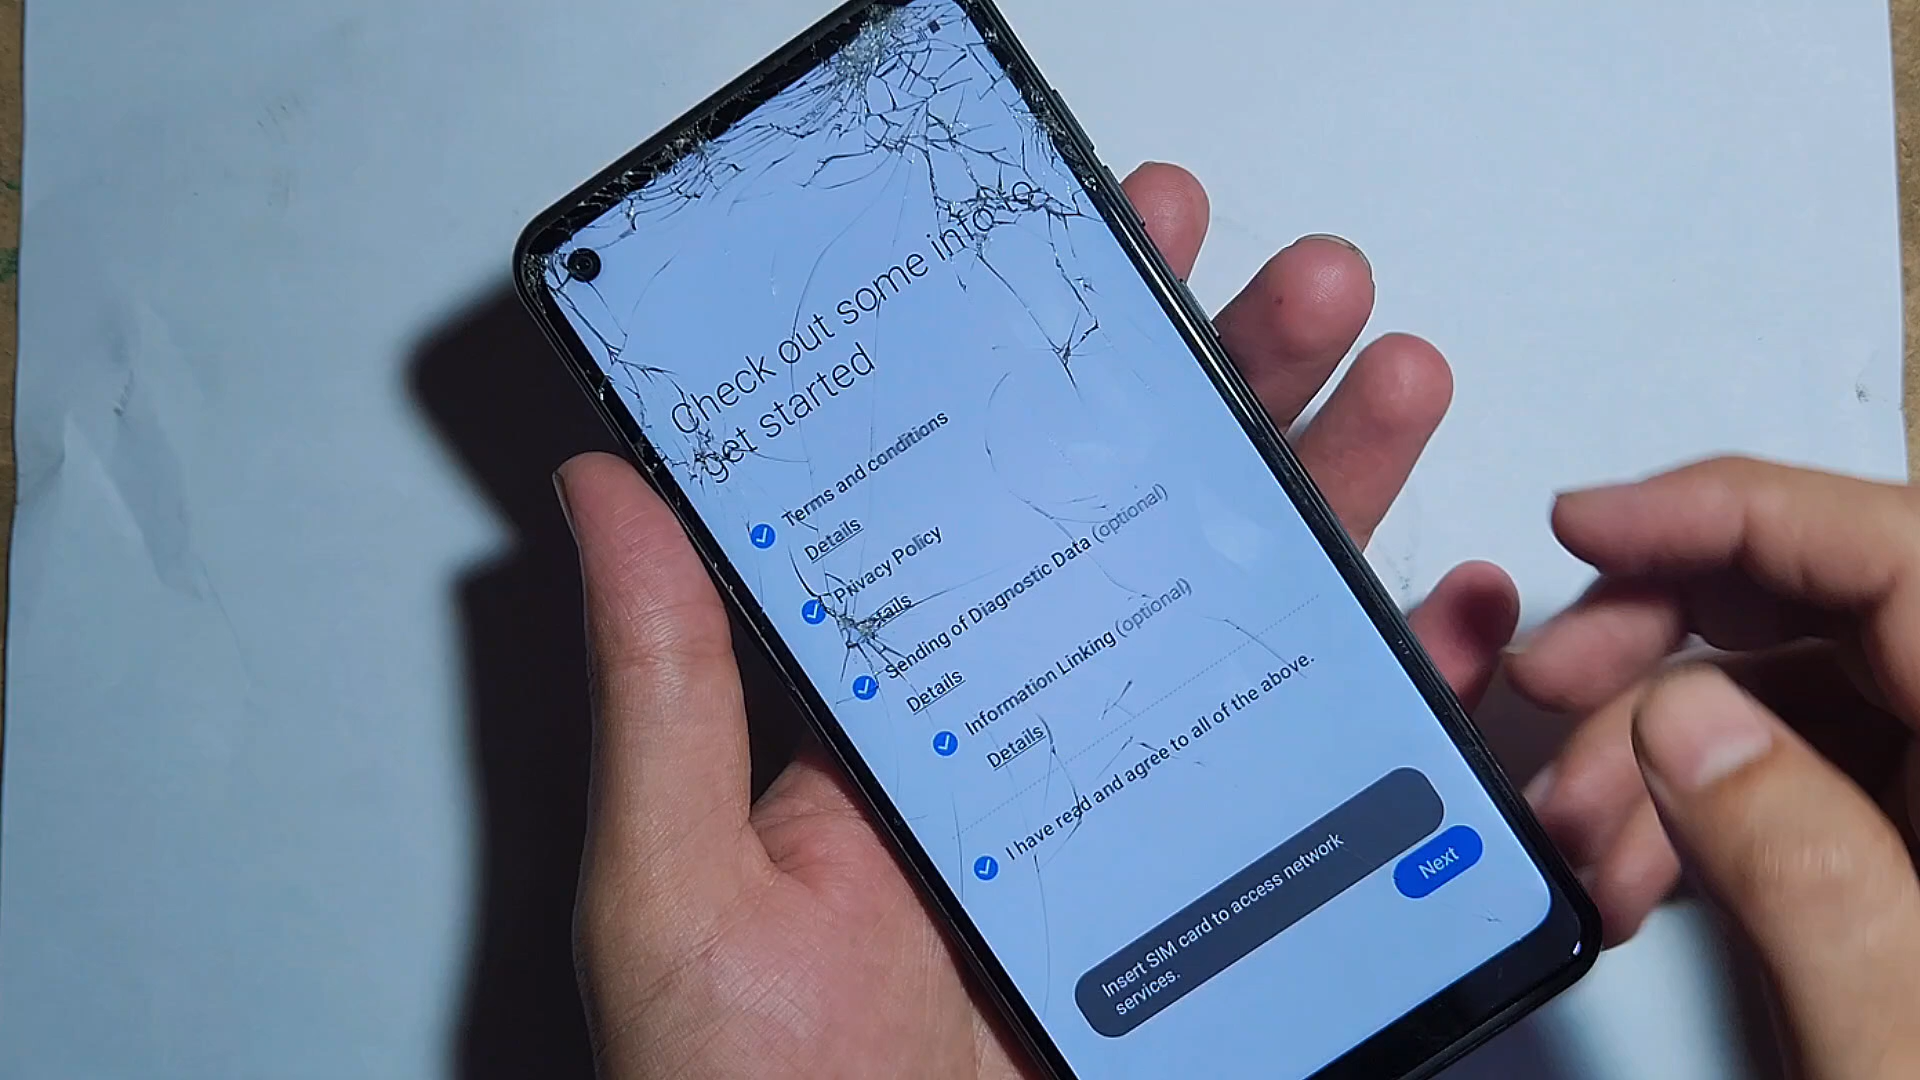 Check out some info to
get started
Terms and conditions
Details
Privacy Policy
Details
Sending of Diagnostic Data (optional)
Details
Information Linking (optional)
Details
I have read and agree to all of the above.
Insert SIM card to access network
services.
Next